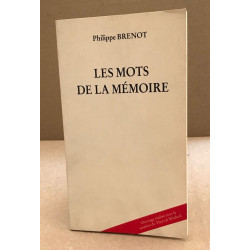 Philippe BRENOT
LES MOTS
DE LA MÉMOIRE